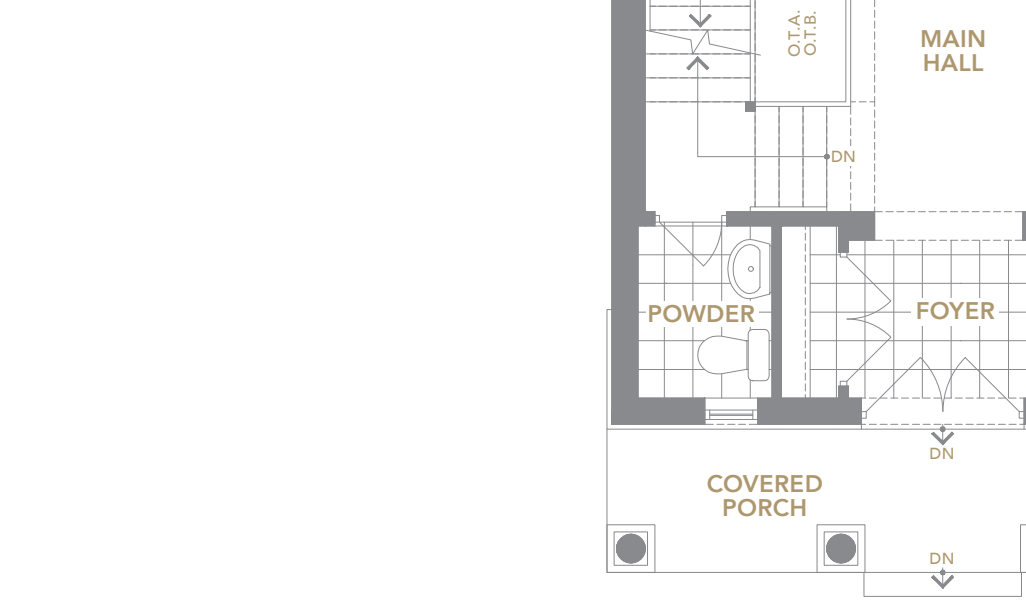 O.T.A.
O.T.B.
MAIN
HALL
DN
POWDER
FOYER
DN
COVERED
PORCH
DN